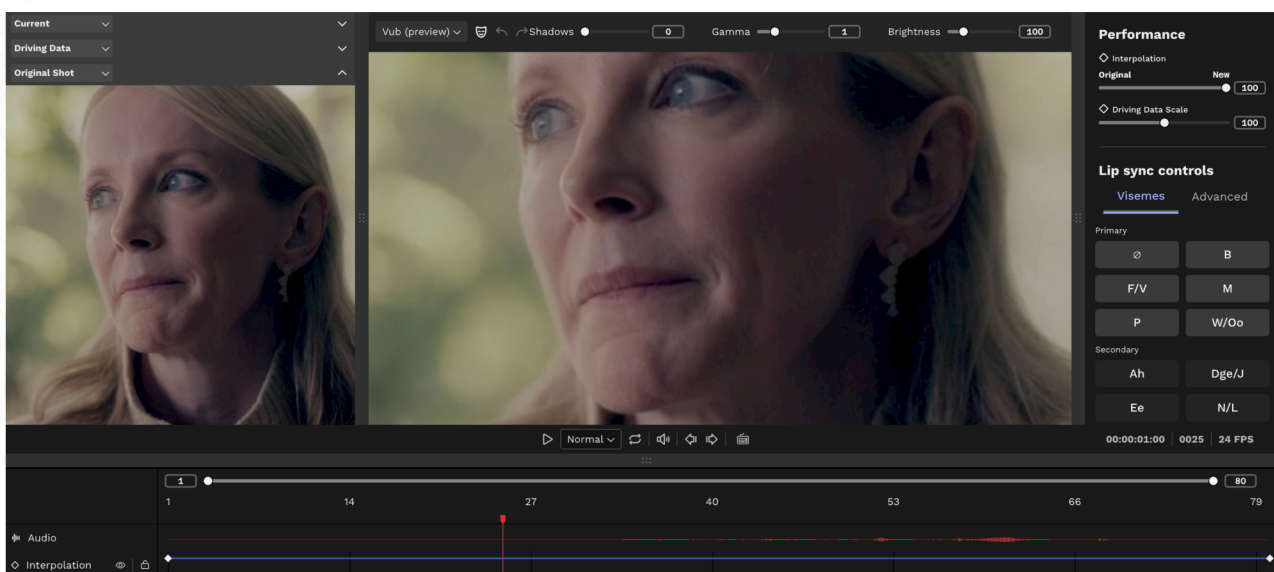 Current
Driving Data
Original Shot
Vub (preview) Shadows 0 Gamma 1 Brightness 100
Performance
Interpolation
Original New
100
Driving Data Scale
100
Lip sync controls
Visemes Advanced
Primary
∅ B
F/V M
P W/Oo
Secondary
Ah Dge/J
Ee N/L
Normal
00:00:01:00 0025 24 FPS
1 80
1 14 27 40 53 66 79
Audio
Interpolation